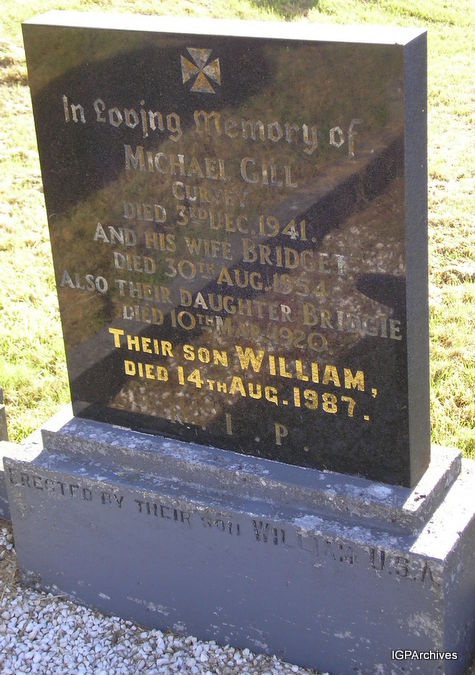 In Loving Memory of
MICHAEL GILL
CURVEY
DIED 3RD DEC. 1941.
AND HIS WIFE BRIDGET
DIED 30TH AUG. 1954
ALSO THEIR DAUGHTER BRIDGIE
DIED 10TH MAR. 1920
THEIR SON WILLIAM,
DIED 14TH AUG. 1987.
R. I. P.
ERECTED BY THEIR SON WILLIAM U.S.A
IGPArchives